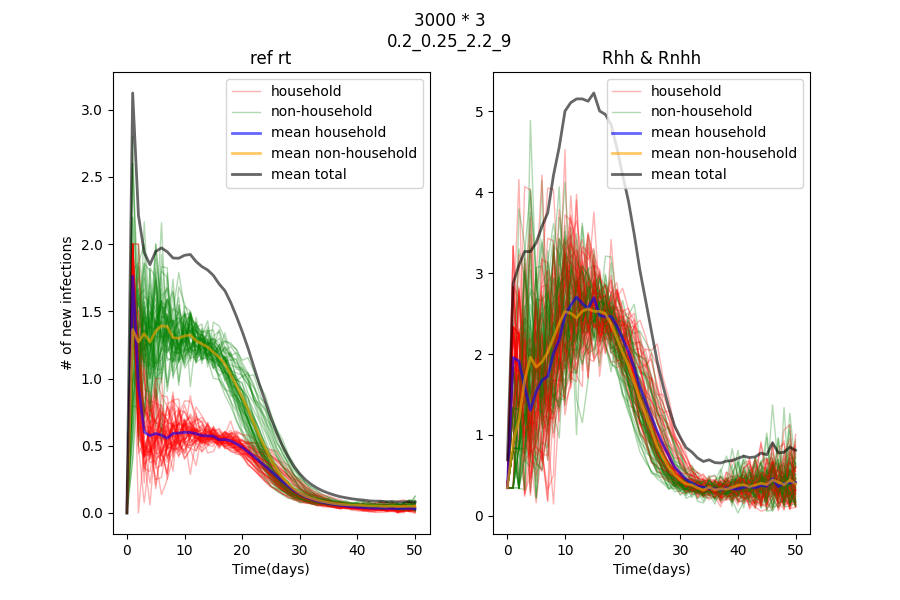 3000 * 3
0.2_0.25_2.2_9
ref rt
Rhh & Rnhh
household
non-household
mean household
mean non-household
mean total
household
non-household
mean household
mean non-household
mean total
# of new infections
3.0
2.5
2.0
1.5
1.0
0.5
0.0
0
10
20
30
40
50
Time(days)
5
4
3
2
1
0
0
10
20
30
40
50
Time(days)